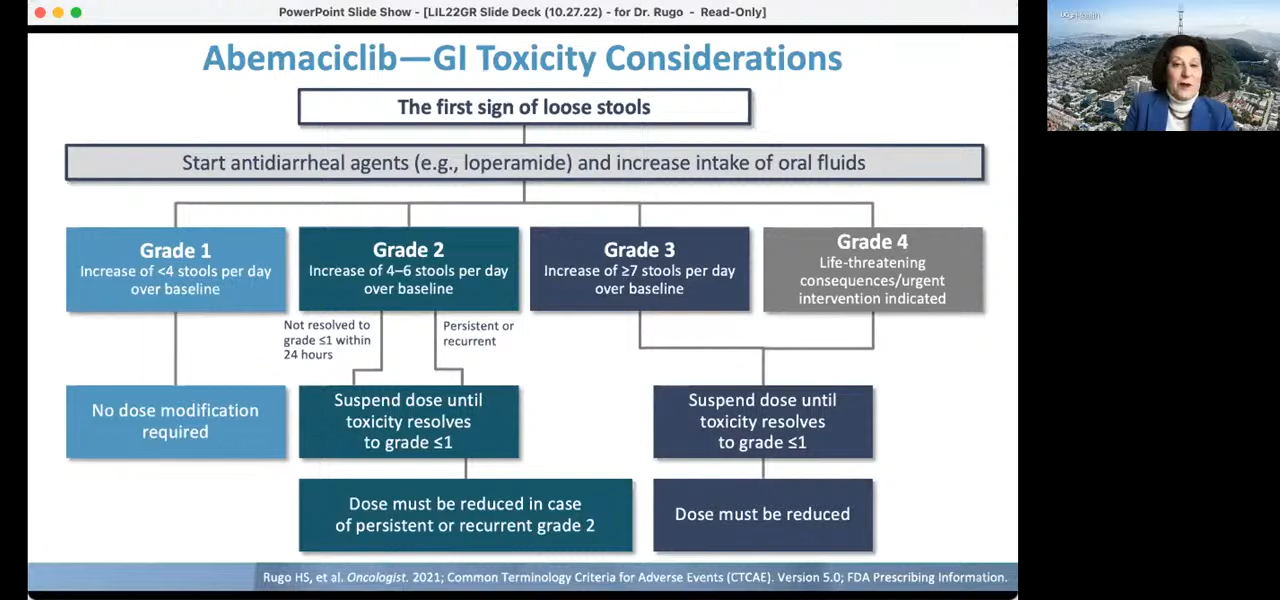 PowerPoint Slide Show - [LIL22GR Slide Deck (10.27.22) - for Dr. Rugo - Read-Only]
Abemaciclib—GI Toxicity Considerations
The first sign of loose stools
Start antidiarrheal agents (e.g., loperamide) and increase intake of oral fluids
Grade 1
Increase of <4 stools per day
over baseline
Grade 2
Increase of 4–6 stools per day
over baseline
Grade 3
Increase of ≥7 stools per day
over baseline
Grade 4
Life-threatening
consequences/urgent
intervention indicated
Not resolved to
grade ≤1 within
24 hours
Persistent or
recurrent
No dose modification
required
Suspend dose until
toxicity resolves
to grade ≤1
Suspend dose until
toxicity resolves
to grade ≤1
Dose must be reduced in case
of persistent or recurrent grade 2
Dose must be reduced
Rugo HS, et al. Oncologist. 2021; Common Terminology Criteria for Adverse Events (CTCAE). Version 5.0; FDA Prescribing Information.